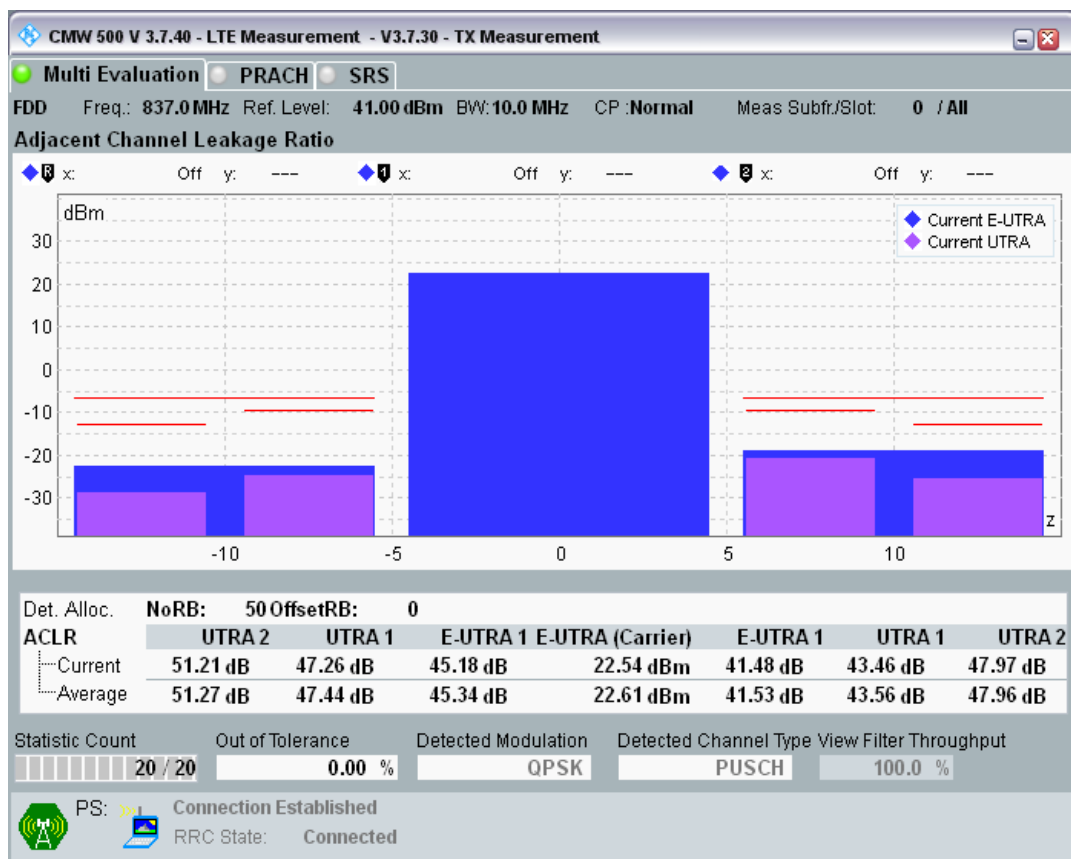 CMW 500 V 3.7.40 - LTE Measurement - V3.7.30 - TX Measurement
Multi Evaluation PRACH SRS
FDD Freq.: 837.0 MHz Ref. Level: 41.00 dBm BW: 10.0 MHz CP :Normal Meas Subfr./Slot: 0 / All
Adjacent Channel Leakage Ratio
R x: Off y: --- 1 x: Off y: --- 2 x: Off y: ---
dBm
Current E-UTRA
Current UTRA
30
20
10
0
-10
-20
-30
z
-10 -5 0 5 10
Det. Alloc. NoRB: 50 OffsetRB: 0
ACLR UTRA 2 UTRA 1 E-UTRA 1 E-UTRA (Carrier) E-UTRA 1 UTRA 1 UTRA 2
Current 51.21 dB 47.26 dB 45.18 dB 22.54 dBm 41.48 dB 43.46 dB 47.97 dB
Average 51.27 dB 47.44 dB 45.34 dB 22.61 dBm 41.53 dB 43.56 dB 47.96 dB
Statistic Count Out of Tolerance Detected Modulation Detected Channel Type View Filter Throughput
20 / 20 0.00 % QPSK PUSCH 100.0 %
PS: Connection Established
RRC State: Connected